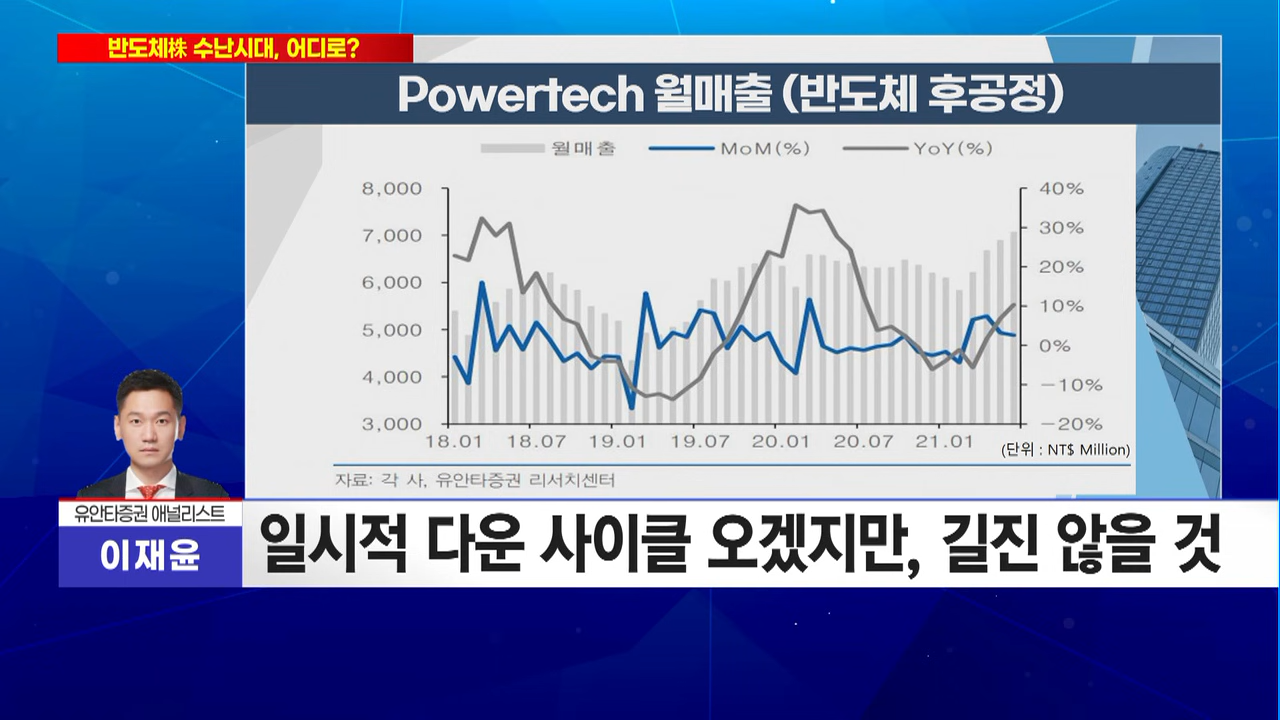 반도체株 수난시대, 어디로?
Powertech 월매출 (반도체 후공정)
월매출 MoM(%) YoY(%)
8,000 40%
7,000 30%
6,000 20%
5,000 10%
4,000 0%
3,000 -10%
-20%
18.01 18.07 19.01 19.07 20.01 20.07 21.01
(단위 : NT$ Million)
자료: 각 사, 유안타증권 리서치센터
유안타증권 애널리스트
이재윤
일시적 다운 사이클 오겠지만, 길진 않을 것